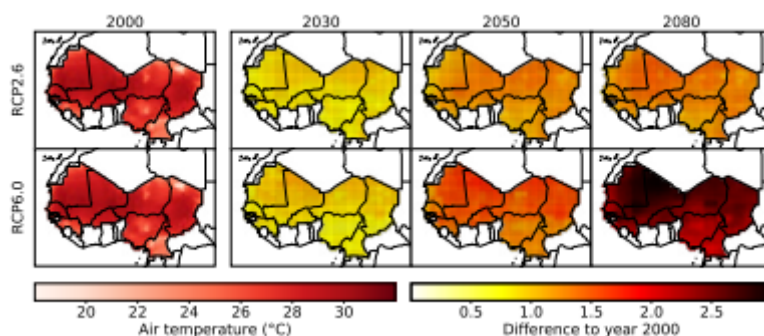 2000 2030 2050 2080
RCP2.6
RCP6.0
20 22 24 26 28 30
Air temperature (°C)
0.5 1.0 1.5 2.0 2.5
Difference to year 2000